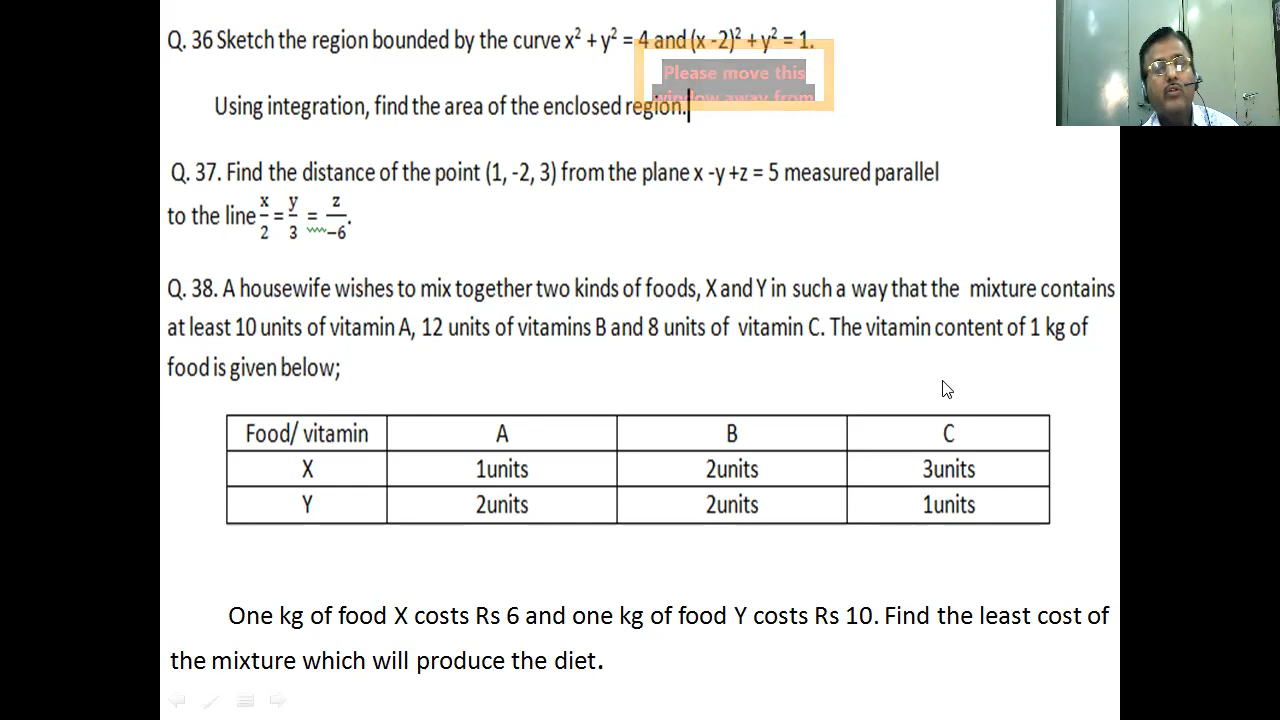 Q. 36 Sketch the region bounded by the curve x² + y² = 4 and (x -2)² + y² = 1.
Please move this
window away from
Using integration, find the area of the enclosed region.
Q. 37. Find the distance of the point (1, -2, 3) from the plane x -y +z = 5 measured parallel
to the line x/2 = y/3 = z/-6.
Q. 38. A housewife wishes to mix together two kinds of foods, X and Y in such a way that the mixture contains
at least 10 units of vitamin A, 12 units of vitamins B and 8 units of vitamin C. The vitamin content of 1 kg of
food is given below;
Food/ vitamin A B C
X 1units 2units 3units
Y 2units 2units 1units
One kg of food X costs Rs 6 and one kg of food Y costs Rs 10. Find the least cost of
the mixture which will produce the diet.